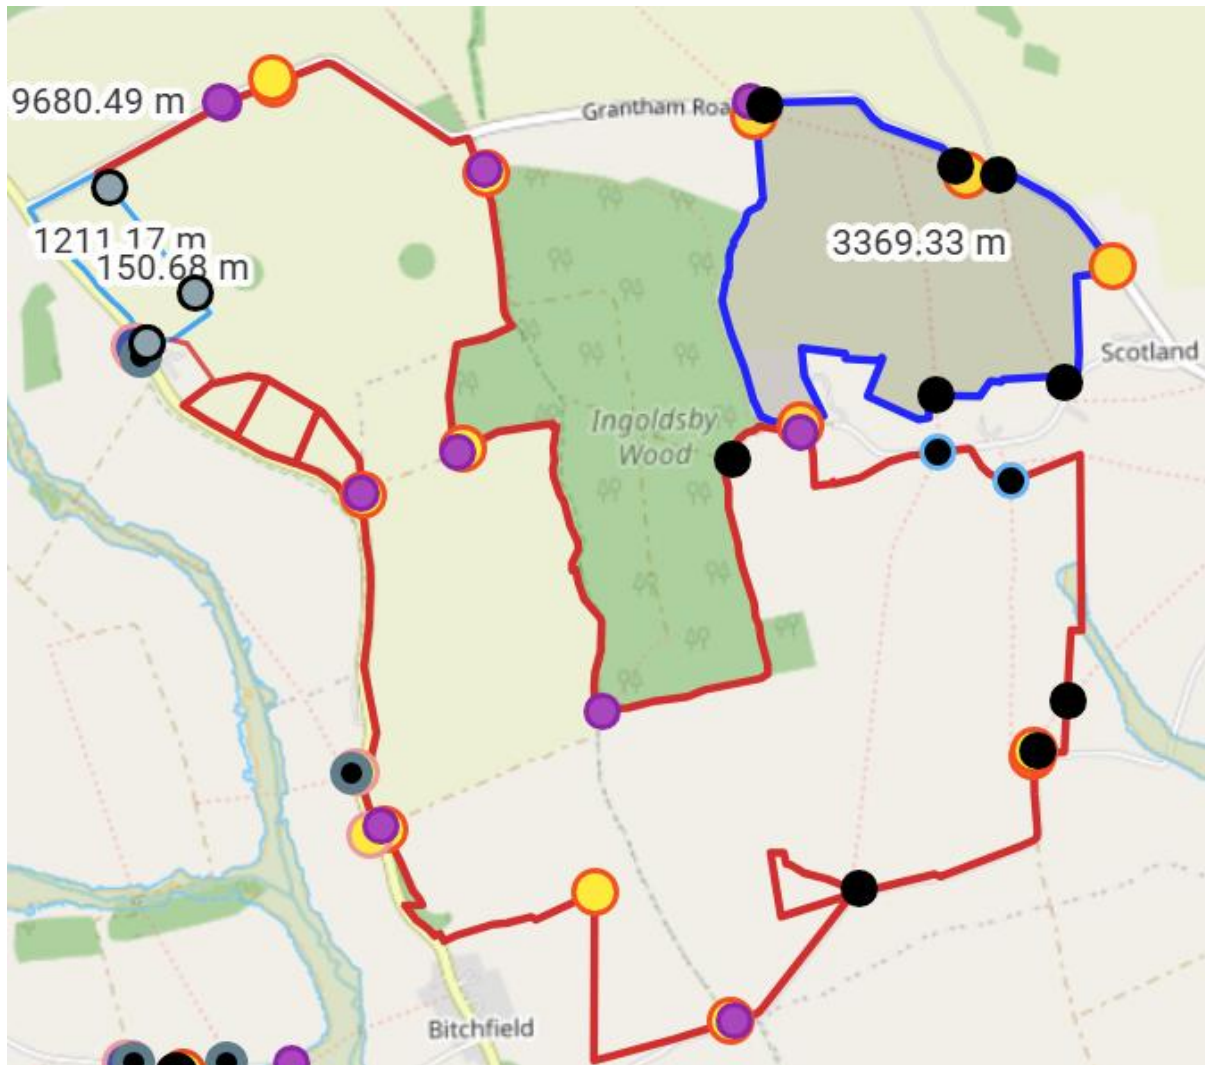 9680.49 m
Grantham Roa
1211.17 m
150.68 m
3369.33 m
Scotland
Ingoldsby
Wood
Bitchfield